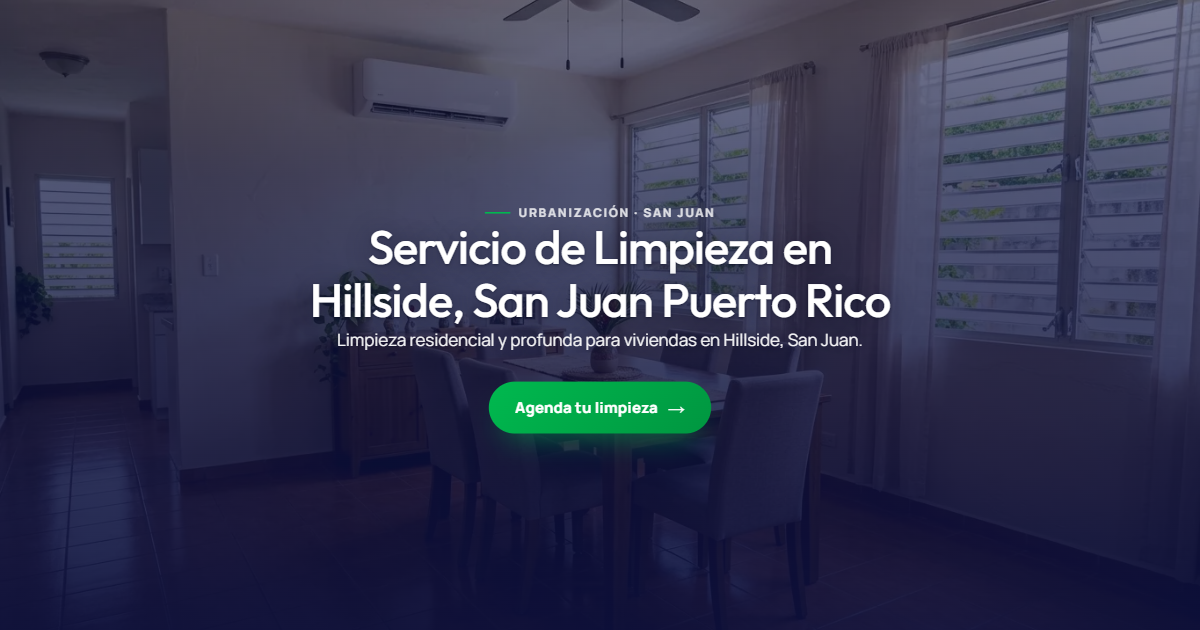 URBANIZACIÓN · SAN JUAN
Servicio de Limpieza en
Hillside, San Juan Puerto Rico
Limpieza residencial y profunda para viviendas en Hillside, San Juan.
Agenda tu limpieza →